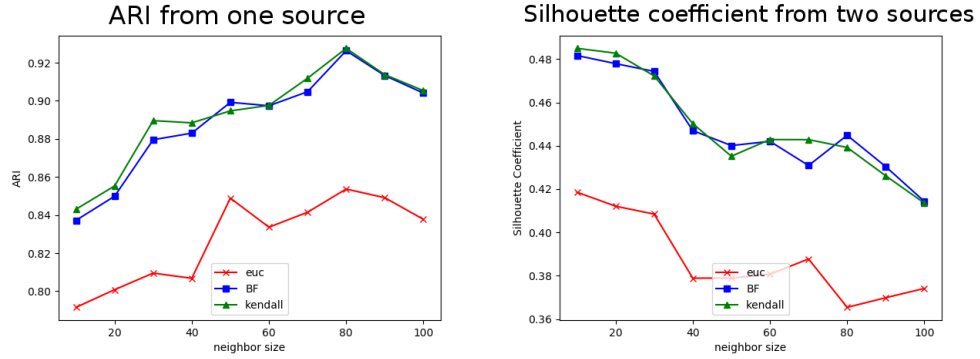 ARI from one source
0.92
0.90
0.88
0.86
0.84
0.82
0.80
ARI
20
40
60
80
100
neighbor size
euc
BF
kendall
Silhouette coefficient from two sources
0.48
0.46
0.44
0.42
0.40
0.38
0.36
Silhouette Coefficient
20
40
60
80
100
neighbor size
euc
BF
kendall